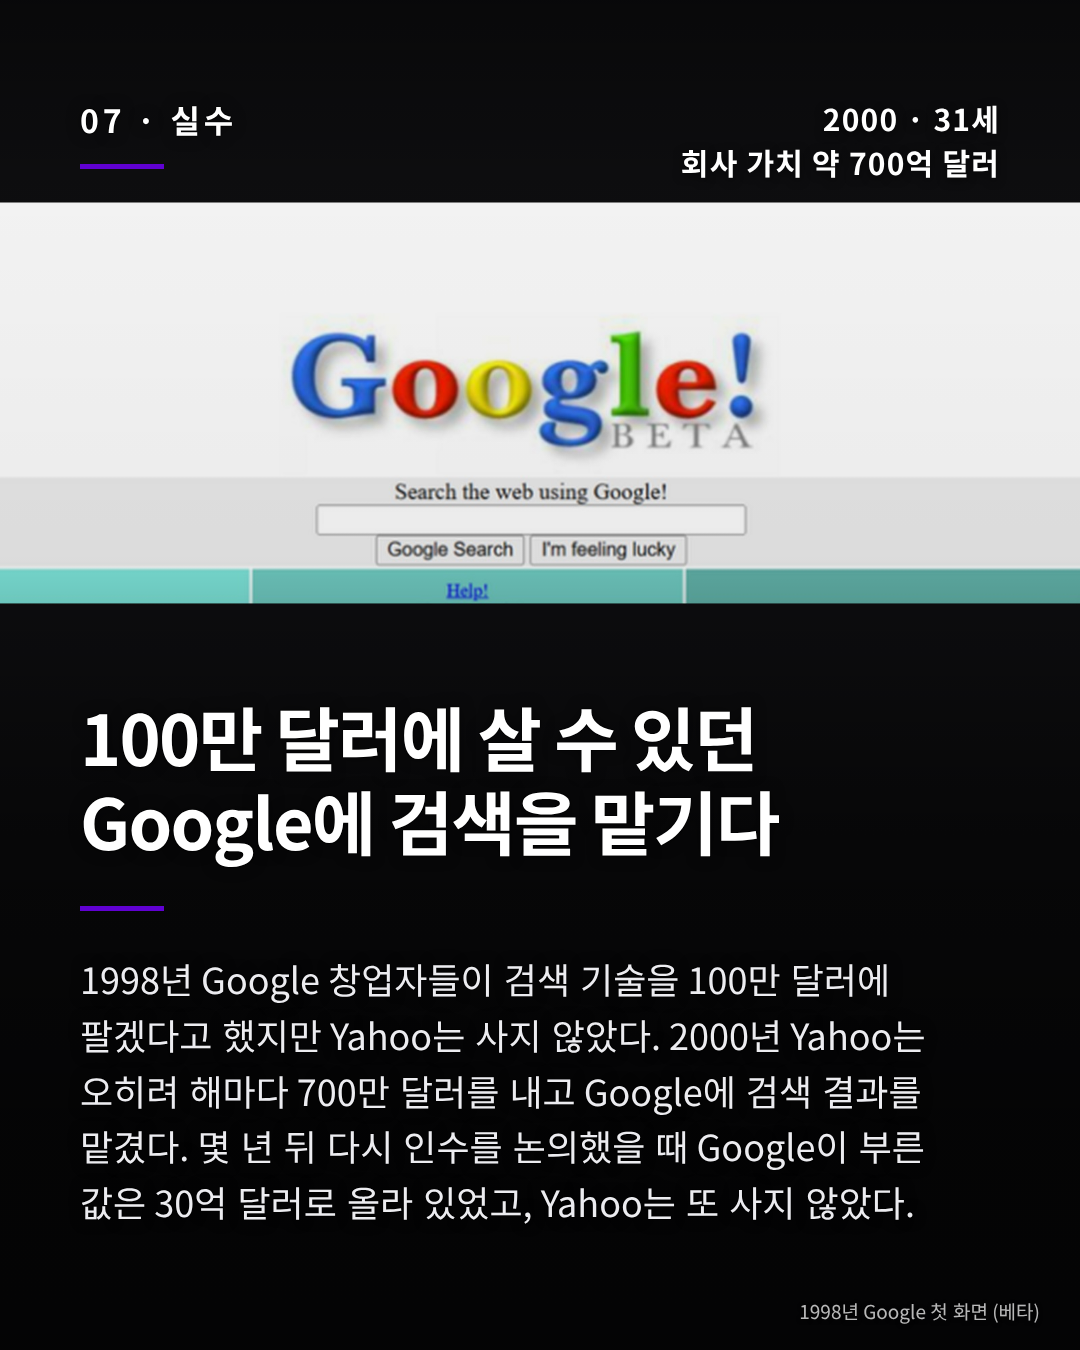 07 · 실수
2000 · 31세
회사 가치 약 700억 달러
Google!
BETA
Search the web using Google!
Google Search
I'm feeling lucky
Help!
100만 달러에 살 수 있던
Google에 검색을 맡기다
1998년 Google 창업자들이 검색 기술을 100만 달러에
팔겠다고 했지만 Yahoo는 사지 않았다. 2000년 Yahoo는
오히려 해마다 700만 달러를 내고 Google에 검색 결과를
맡겼다. 몇 년 뒤 다시 인수를 논의했을 때 Google이 부른
값은 30억 달러로 올라 있었고, Yahoo는 또 사지 않았다.
1998년 Google 첫 화면 (베타)